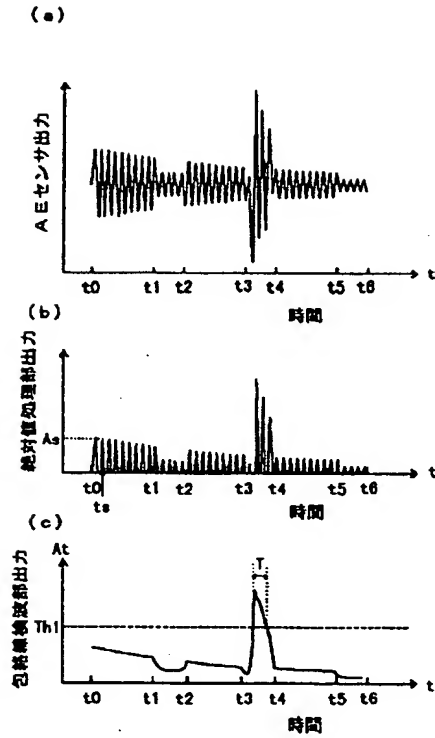 (a)
AEセンサ出力
t
t0 t1 t2 t3 t4 t5 t6
時間
(b)
絶対値処理部出力
As
t
t0 t1 t2 t3 t4 t5 t6
ts
時間
(c)
包絡線検波部出力
At
T
Th1
t
t0 t1 t2 t3 t4 t5 t6
時間